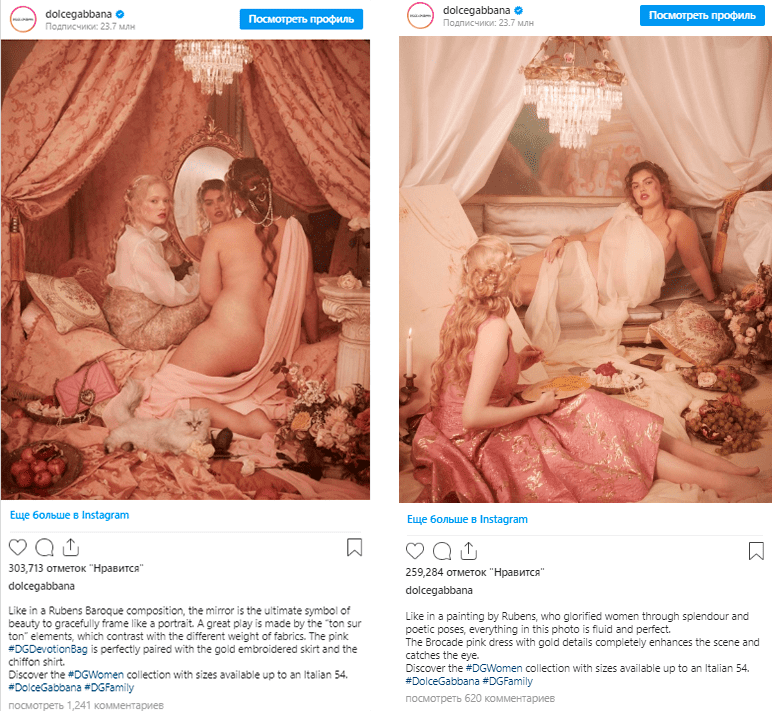 dolcegabbana
Подписчики: 23.7 млн
Посмотреть профиль
Еще больше в Instagram
303,713 отметок "Нравится"
dolcegabbana
Like in a Rubens Baroque composition, the mirror is the ultimate symbol of
beauty to gracefully frame like a portrait. A great play is made by the “ton sur
ton” elements, which contrast with the different weight of fabrics. The pink
#DGDevotionBag is perfectly paired with the gold embroidered skirt and the
chiffon shirt.
Discover the #DGWomen collection with sizes available up to an Italian 54.
#DolceGabbana #DGFamily
посмотреть 1,241 комментариев
dolcegabbana
Подписчики: 23.7 млн
Посмотреть профиль
Еще больше в Instagram
259,284 отметок "Нравится"
dolcegabbana
Like in a painting by Rubens, who glorified women through splendour and
poetic poses, everything in this photo is fluid and perfect.
The Brocade pink dress with gold details completely enhances the scene and
catches the eye.
Discover the #DGWomen collection with sizes available up to an Italian 54.
#DolceGabbana #DGFamily
посмотреть 620 комментариев